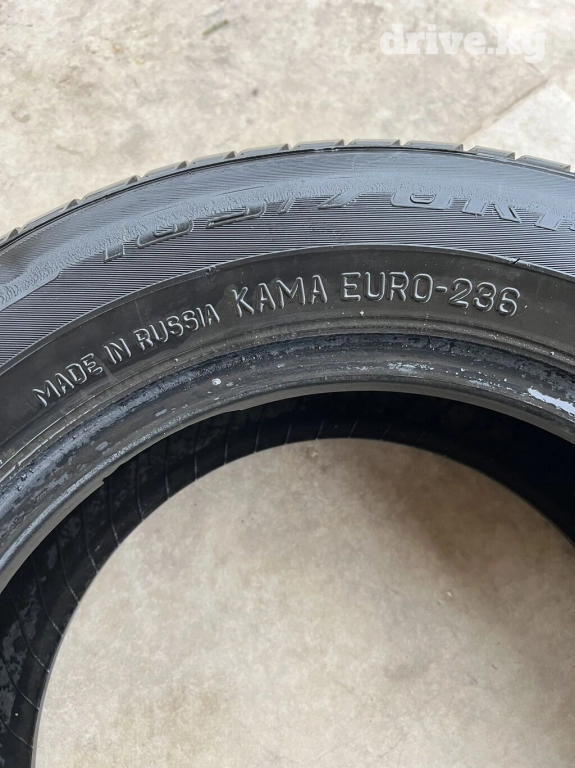 drive.kg
MADE IN RUSSIA KAMA EURO-236